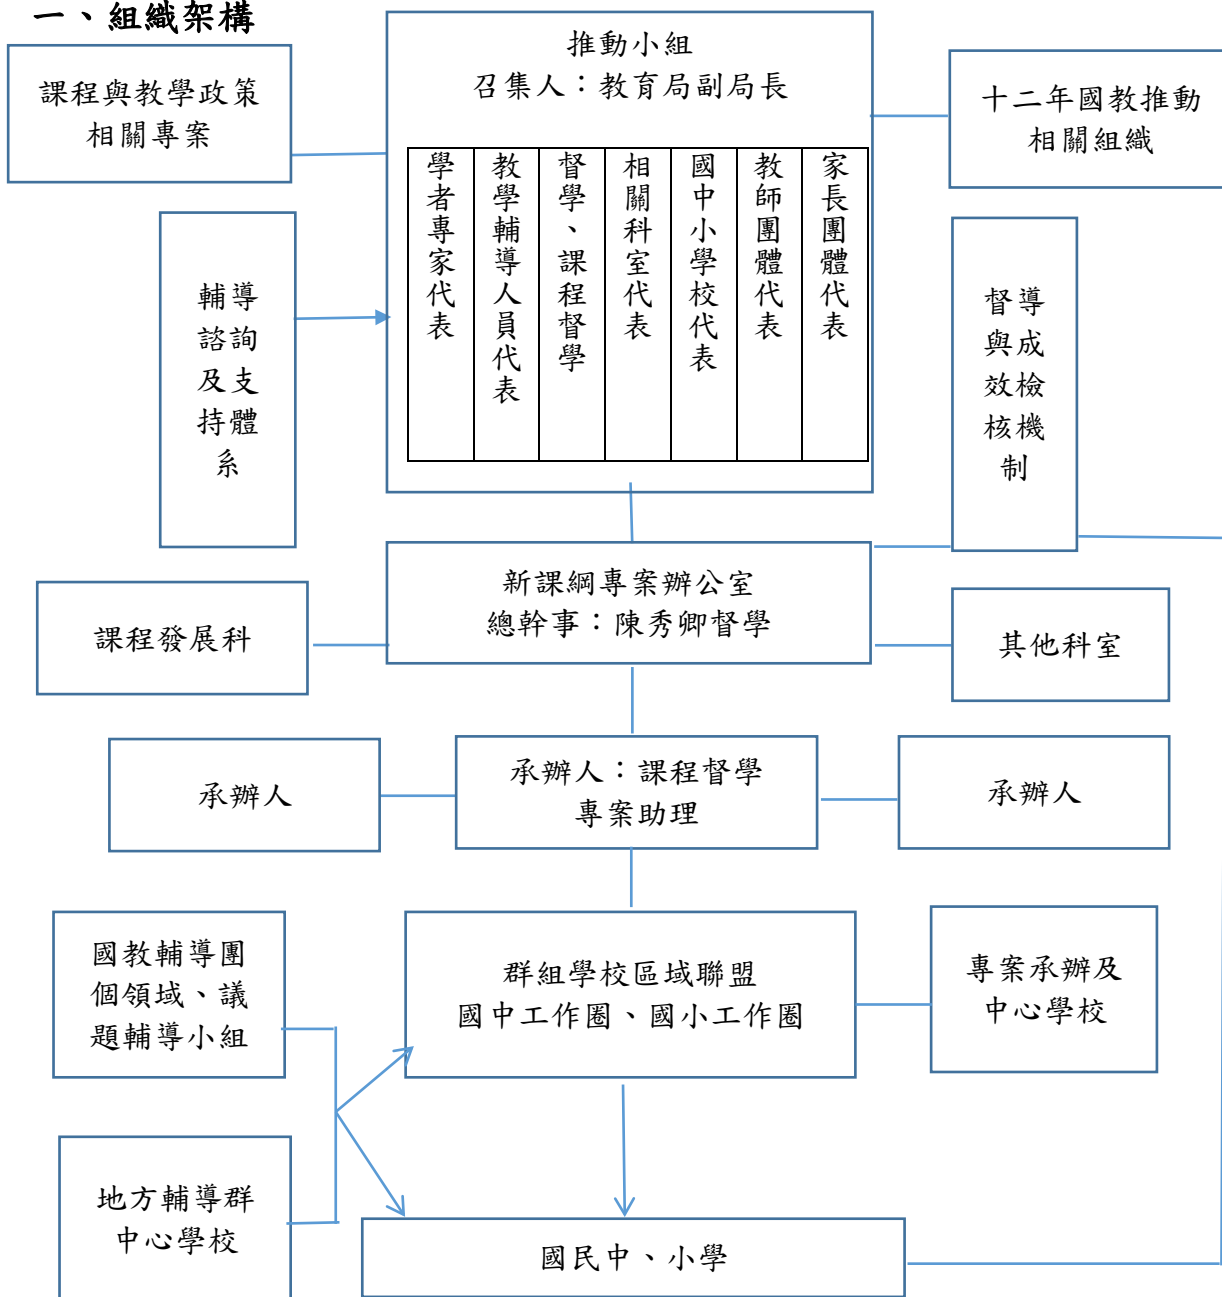 一、組織架構
推動小組
召集人：教育局副局長
課程與教學政策
相關專案
十二年國教推動
相關組織
學者專家代表
教學輔導人員代表
督學、課程督學
相關科室代表
國中小學校代表
教師團體代表
家長團體代表
輔導
諮詢
及支
持體
系
督導
與成
效檢
核機
制
新課綱專案辦公室
總幹事：陳秀卿督學
課程發展科
其他科室
承辦人
承辦人：課程督學
專案助理
承辦人
國教輔導團
個領域、議
題輔導小組
群組學校區域聯盟
國中工作圈、國小工作圈
專案承辦及
中心學校
地方輔導群
中心學校
國民中、小學